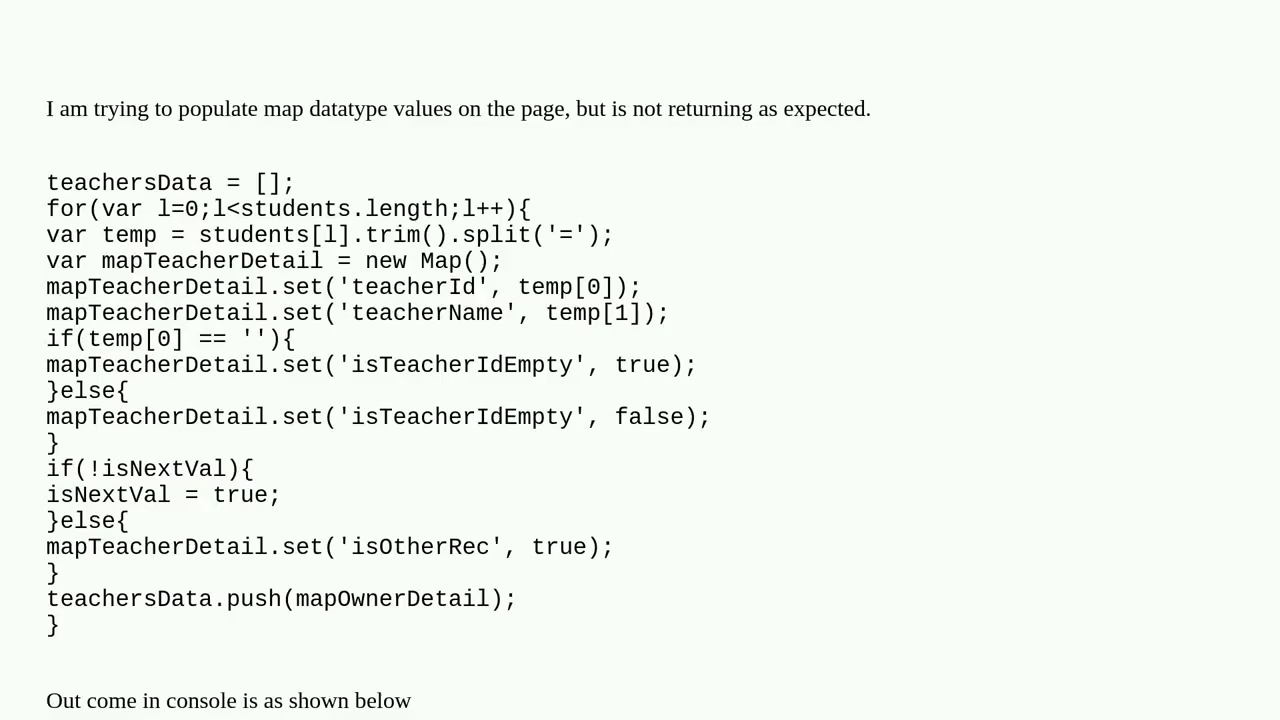 I am trying to populate map datatype values on the page, but is not returning as expected.
teachersData = [];
for(var l=0;l<students.length;l++){
var temp = students[l].trim().split('=');
var mapTeacherDetail = new Map();
mapTeacherDetail.set('teacherId', temp[0]);
mapTeacherDetail.set('teacherName', temp[1]);
if(temp[0] == ''){
mapTeacherDetail.set('isTeacherIdEmpty', true);
}else{
mapTeacherDetail.set('isTeacherIdEmpty', false);
}
if(!isNextVal){
isNextVal = true;
}else{
mapTeacherDetail.set('isOtherRec', true);
}
teachersData.push(mapOwnerDetail);
}
Out come in console is as shown below